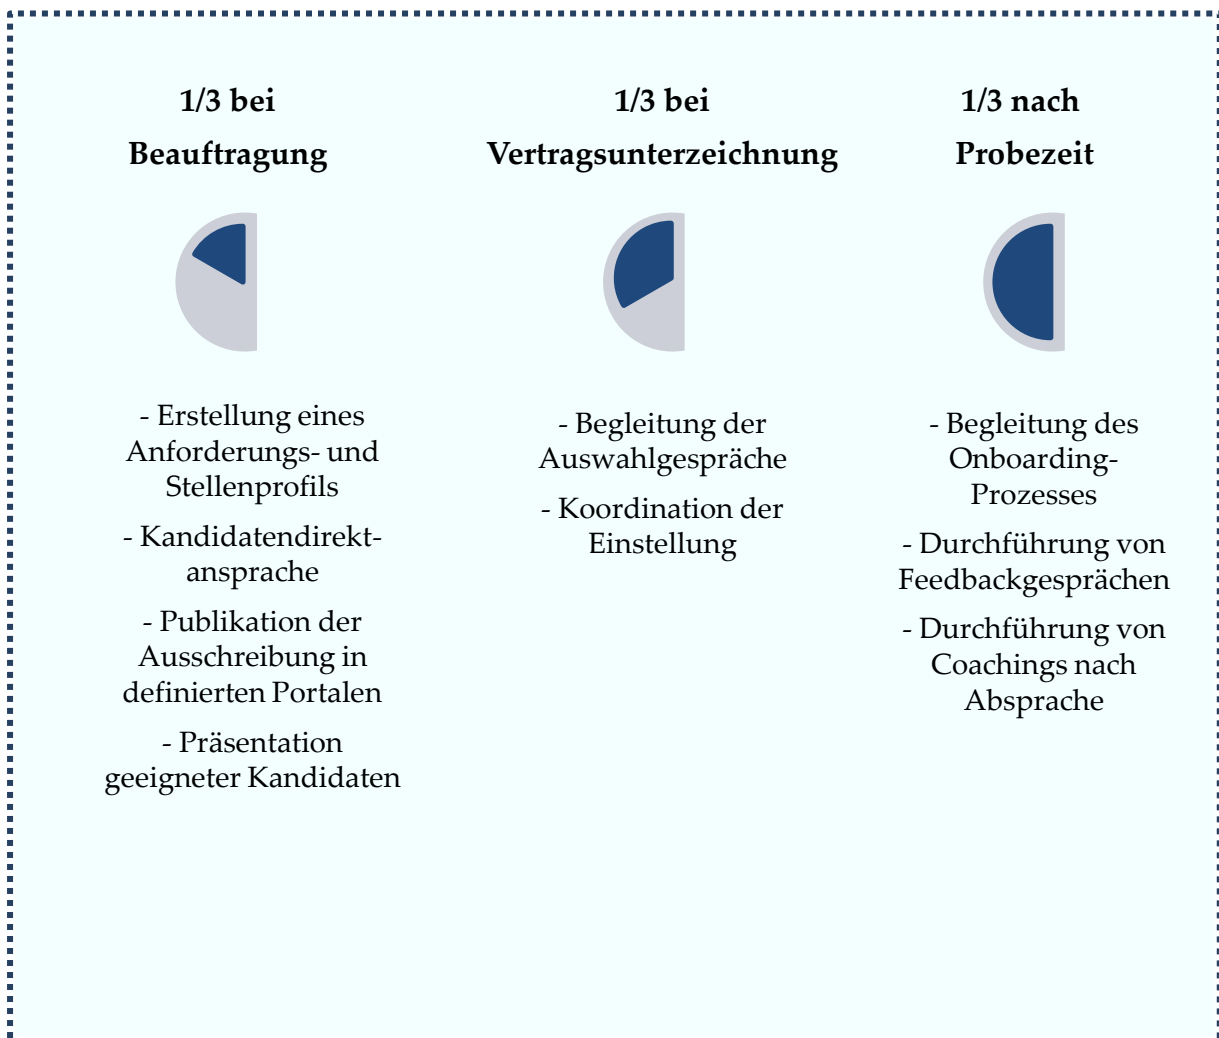 1/3 bei
Beauftragung
- Erstellung eines
Anforderungs- und
Stellenprofils
- Kandidatendirekt-
ansprache
- Publikation der
Ausschreibung in
definierten Portalen
- Präsentation
geeigneter Kandidaten
1/3 bei
Vertragsunterzeichnung
- Begleitung der
Auswahlgespräche
- Koordination der
Einstellung
1/3 nach
Probezeit
- Begleitung des
Onboarding-
Prozesses
- Durchführung von
Feedbackgesprächen
- Durchführung von
Coachings nach
Absprache